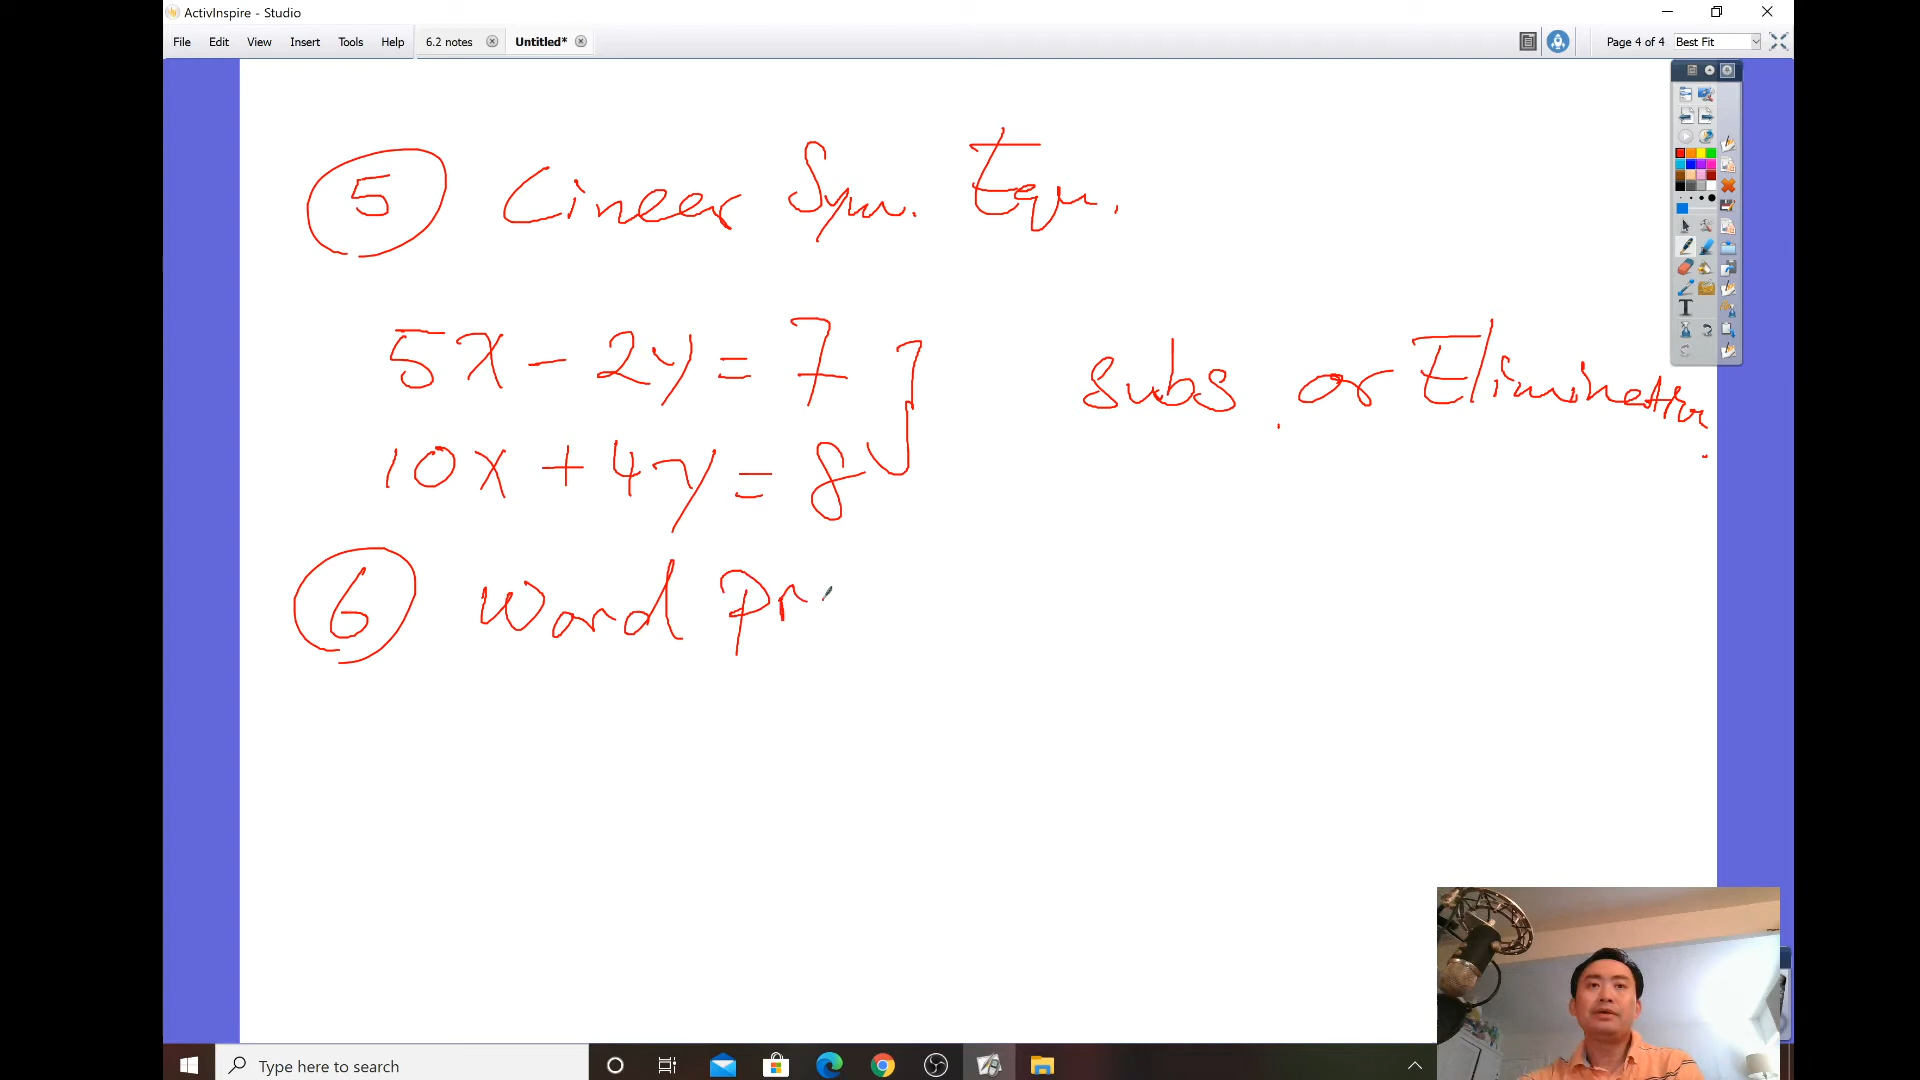 ActivInspire - Studio
File Edit View Insert Tools Help 6.2 notes Untitled* Page 4 of 4 Best Fit
5 Linear Sym. Equ.
5x - 2y = 7
10x + 4y = 8
subs. or Elimination.
6 Word Pr
T
Type here to search